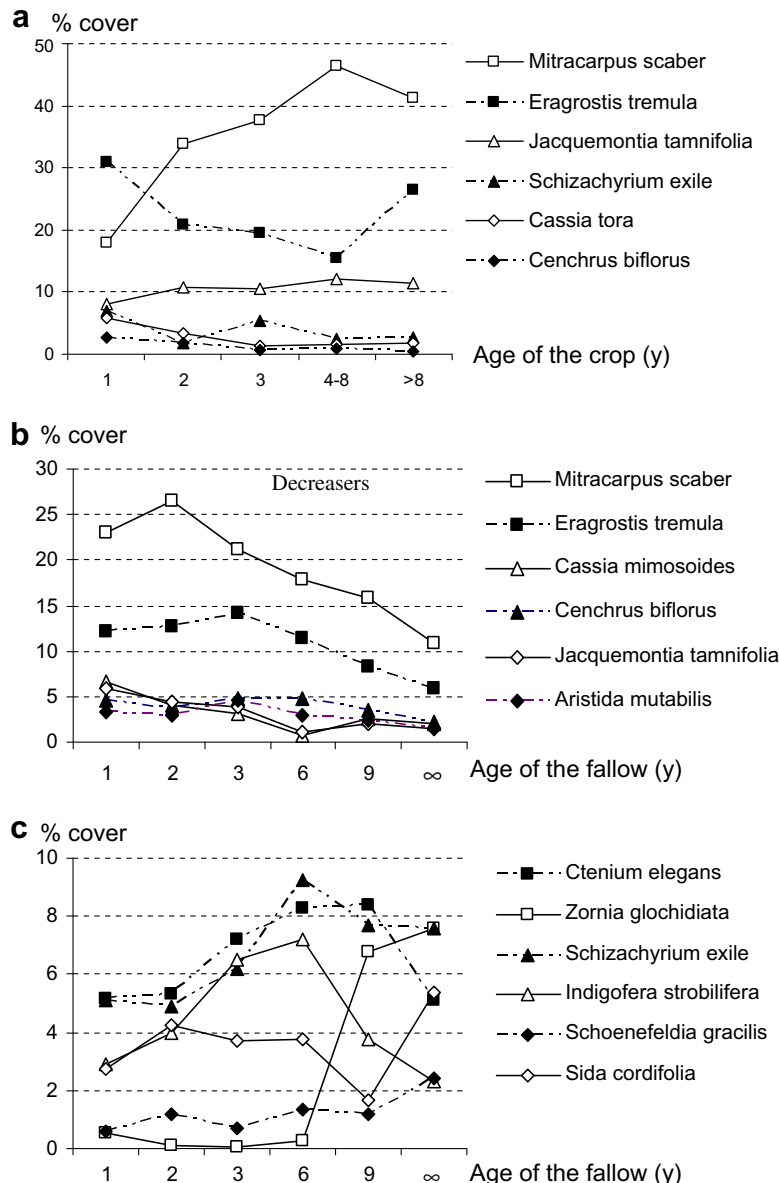 a
% cover
50
40
30
20
10
0
1 2 3 4-8 >8
Age of the crop (y)
Mitracarpus scaber
Eragrostis tremula
Jacquemontia tamnifolia
Schizachyrium exile
Cassia tora
Cenchrus biflorus
b
% cover
Decreasers
30
25
20
15
10
5
0
1 2 3 6 9 ∞
Age of the fallow (y)
Mitracarpus scaber
Eragrostis tremula
Cassia mimosoides
Cenchrus biflorus
Jacquemontia tamnifolia
Aristida mutabilis
c
% cover
10
8
6
4
2
0
1 2 3 6 9 ∞
Age of the fallow (y)
Ctenium elegans
Zornia glochidiata
Schizachyrium exile
Indigofera strobilifera
Schoenefeldia gracilis
Sida cordifolia